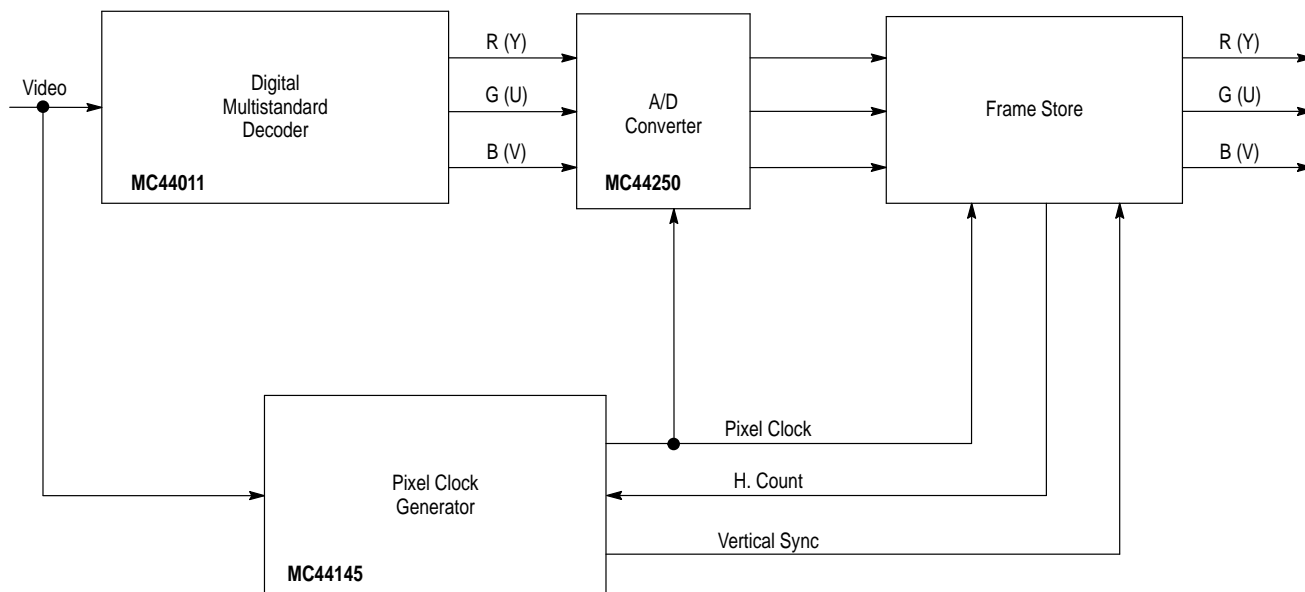 Video
Digital
Multistandard
Decoder
MC44011
R (Y)
G (U)
B (V)
A/D
Converter
MC44250
Frame Store
R (Y)
G (U)
B (V)
Pixel Clock
Generator
MC44145
Pixel Clock
H. Count
Vertical Sync